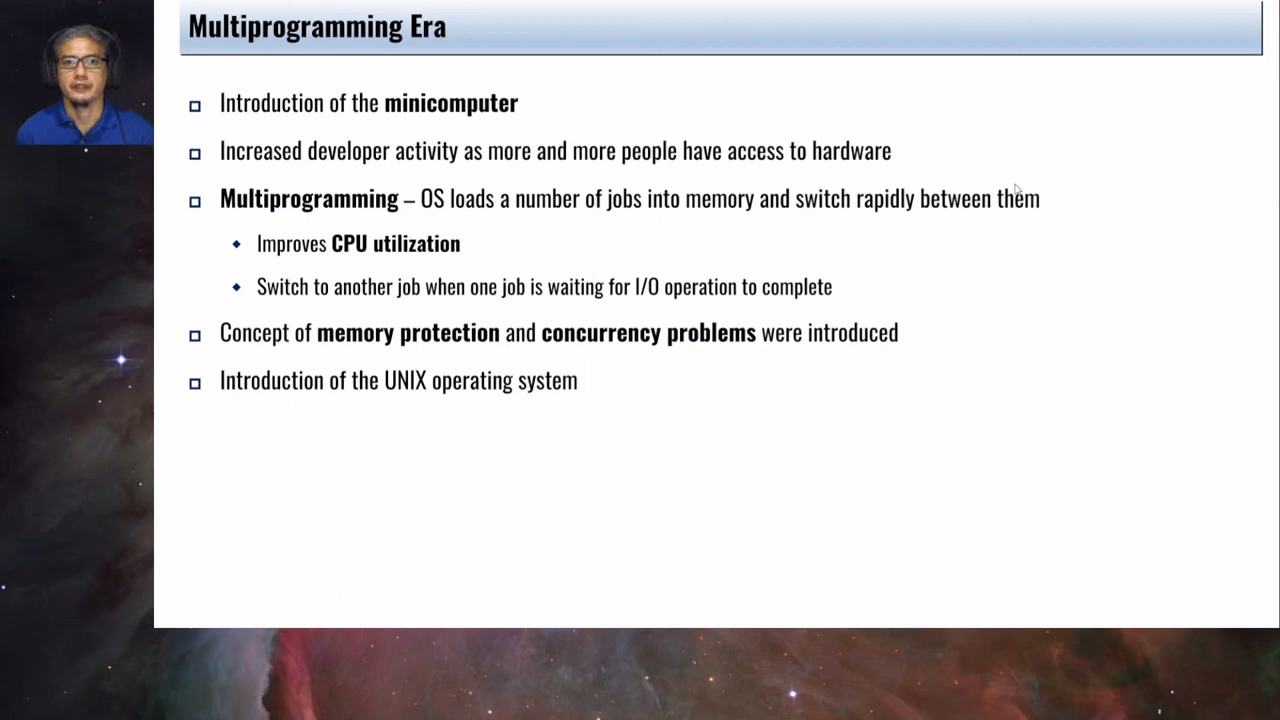 Multiprogramming Era
Introduction of the minicomputer
Increased developer activity as more and more people have access to hardware
Multiprogramming – OS loads a number of jobs into memory and switch rapidly between them
Improves CPU utilization
Switch to another job when one job is waiting for I/O operation to complete
Concept of memory protection and concurrency problems were introduced
Introduction of the UNIX operating system